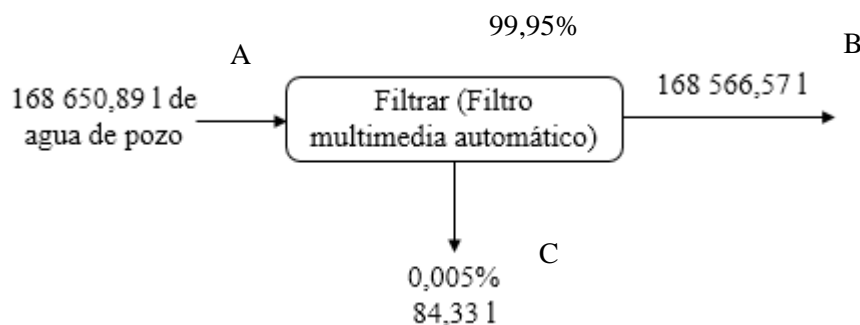 99,95%
A
B
168 650,89 l de
agua de pozo
Filtrar (Filtro
multimedia automático)
168 566,57 l
C
0,005%
84,33 l